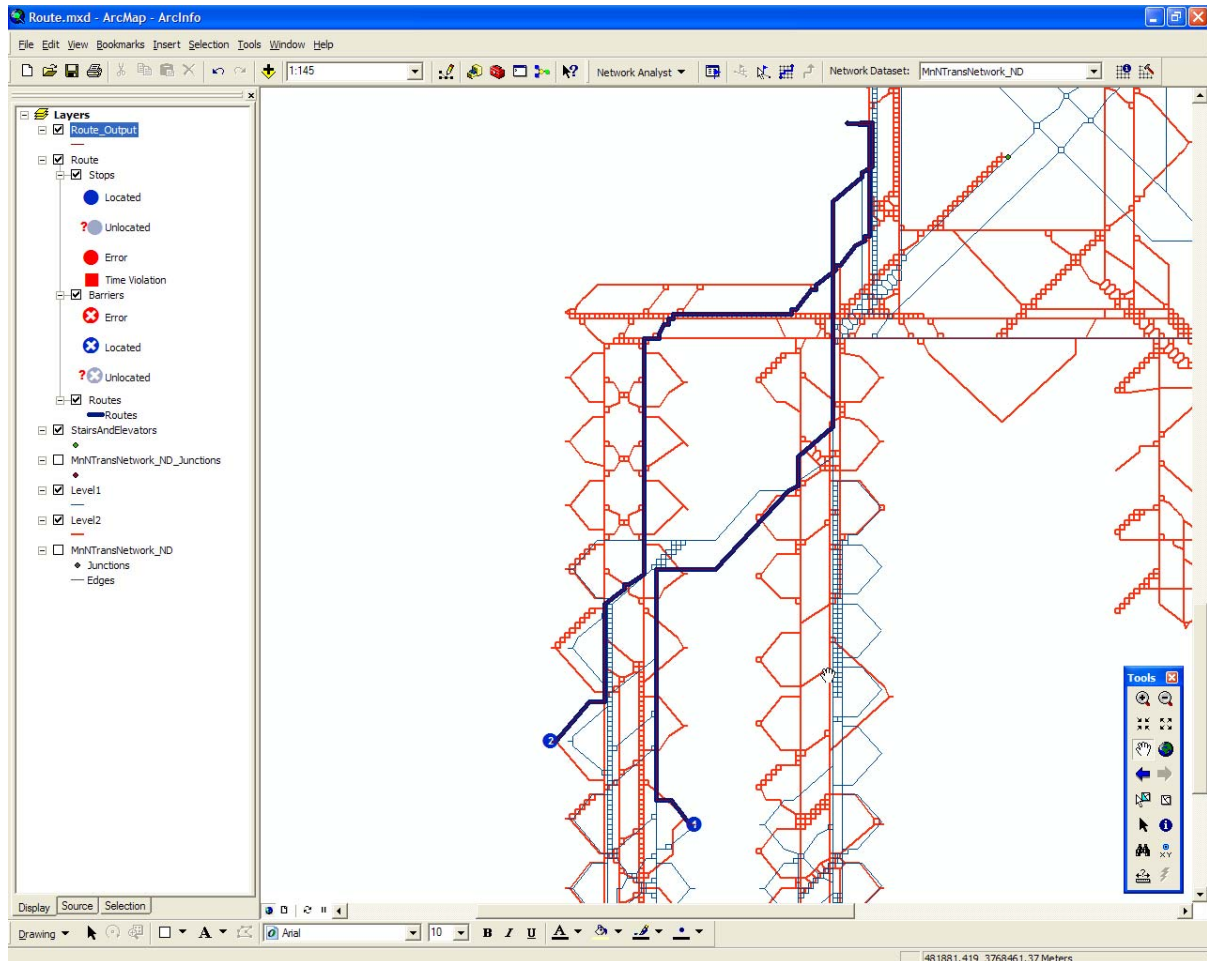 Route.mxd - ArcMap - ArcInfo
File Edit View Bookmarks Insert Selection Tools Window Help
1:145
Network Analyst
Network Dataset:
MnNTransNetwork_ND
Layers
Route_Output
Route
Stops
Located
? Unlocated
Error
Time Violation
Barriers
Error
Located
? Unlocated
Routes
Routes
StairsAndElevators
MnNTransNetwork_ND_Junctions
Level1
Level2
MnNTransNetwork_ND
Junctions
Edges
2
1
Tools
XY
Display Source Selection
Drawing
A
Arial
10
B I U A
481881.419 3768461.37 Meters